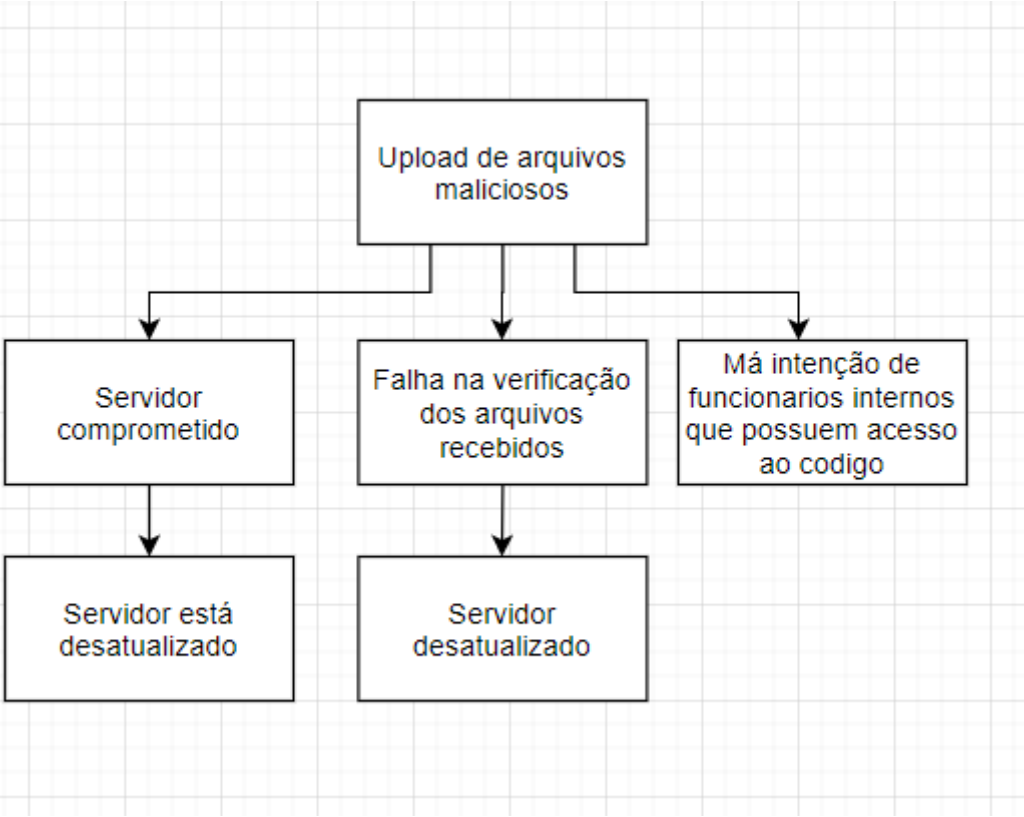 Upload de arquivos
maliciosos
Servidor
comprometido
Falha na verificação
dos arquivos
recebidos
Má intenção de
funcionarios internos
que possuem acesso
ao codigo
Servidor está
desatualizado
Servidor
desatualizado